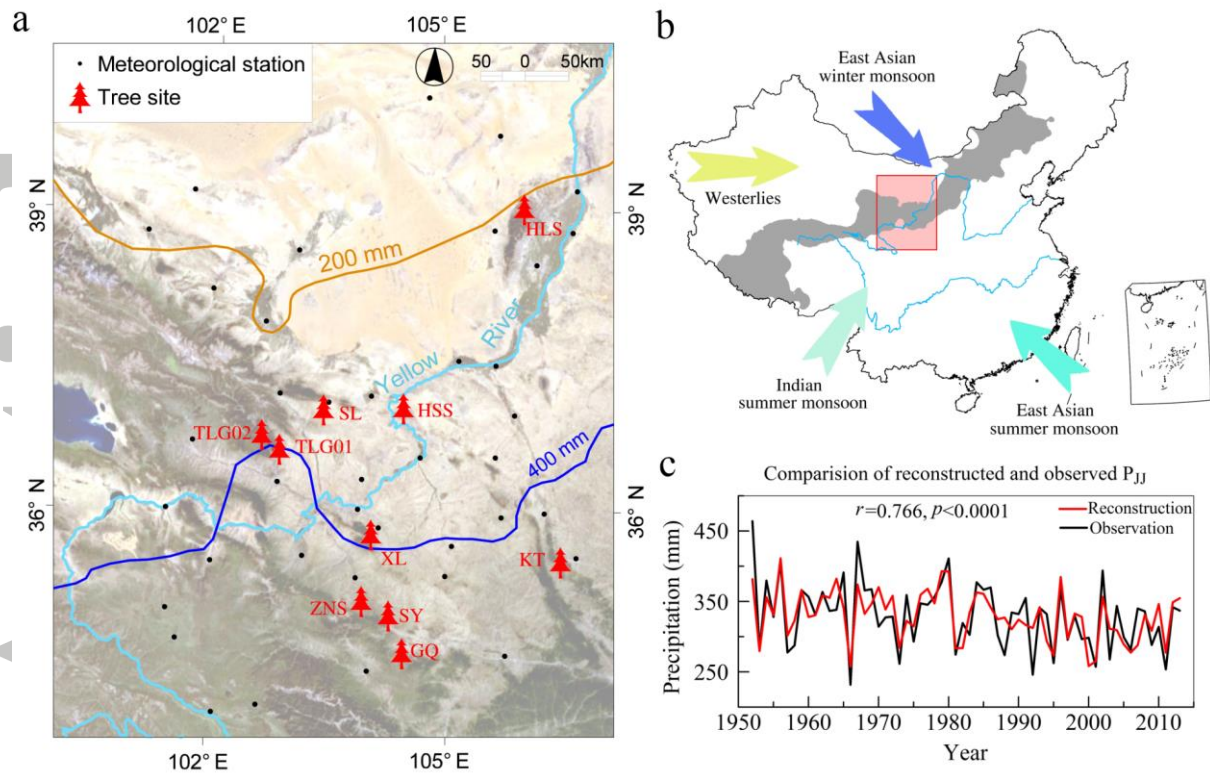 a
102° E
105° E
Meteorological station
Tree site
50
0
50km
39° N
39° N
200 mm
HLS
Yellow
River
SL
HSS
TLG02
TLG01
400 mm
36° N
36° N
XL
KT
ZNS
SY
GQ
102° E
105° E
b
East Asian
winter monsoon
Westerlies
Indian
summer monsoon
East Asian
summer monsoon
c
Comparision of reconstructed and observed PJJ
r=0.766, p<0.0001
Reconstruction
Observation
Precipitation (mm)
450
350
250
1950
1960
1970
1980
1990
2000
2010
Year